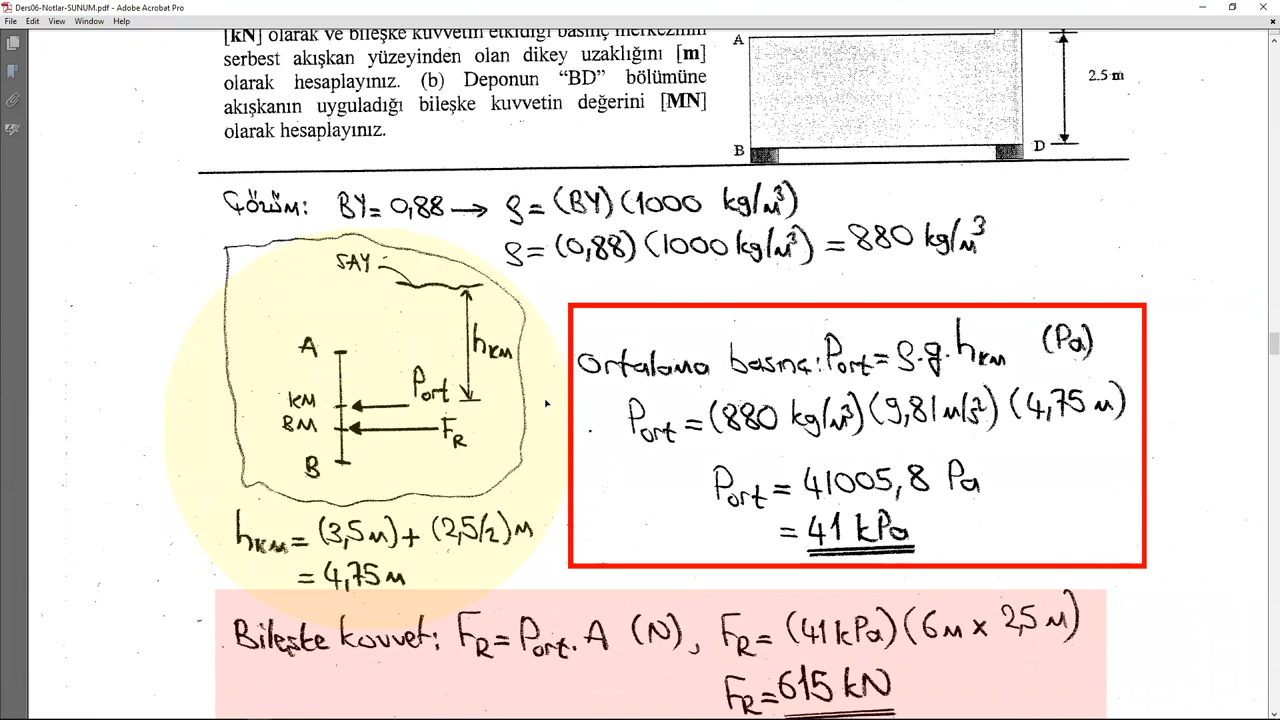 Ders06-Notlar-SUNUM.pdf - Adobe Acrobat Pro
File Edit View Window Help
[kN] olarak ve bileşke kuvvetin etkidiği basınç merkezinin
serbest akışkan yüzeyinden olan dikey uzaklığını [m]
olarak hesaplayınız. (b) Deponun “BD” bölümüne
akışkanın uyguladığı bileşke kuvvetin değerini [MN]
olarak hesaplayınız.
A
2.5 m
B
D
Çözüm: BY= 0,88 → ρ= (BY) (1000 kg/m³)
ρ= (0,88) (1000 kg/m³) = 880 kg/m³
SAY
hKM
A
KM
Port
BM
FR
B
hKM= (3,5m)+ (2,5/2)m
= 4,75m
Ortalama basınç: Port= ρ.g.hKM (Pa)
Port= (880 kg/m³) (9,81 m/s²) (4,75 m)
Port= 41005,8 Pa
= 41 kPa
Bileşke kuvvet: FR= Port. A (N), FR= (41 kPa) (6m x 2,5 m)
FR= 615 kN